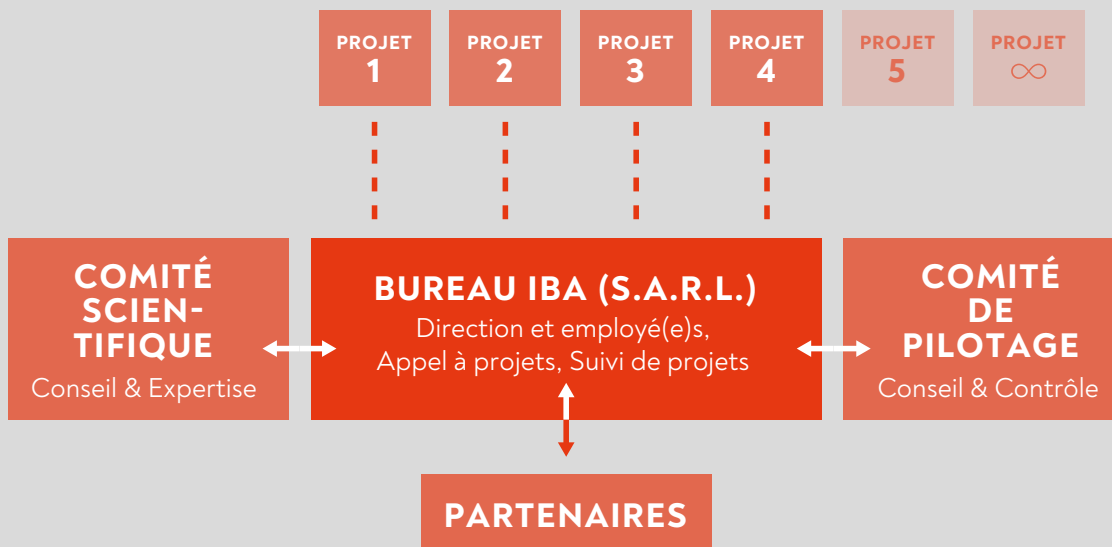 PROJET
1
PROJET
2
PROJET
3
PROJET
4
PROJET
5
PROJET
∞
COMITÉ
SCIEN-
TIFIQUE
Conseil & Expertise
BUREAU IBA (S.A.R.L.)
Direction et employé(e)s,
Appel à projets, Suivi de projets
COMITÉ
DE
PILOTAGE
Conseil & Contrôle
PARTENAIRES